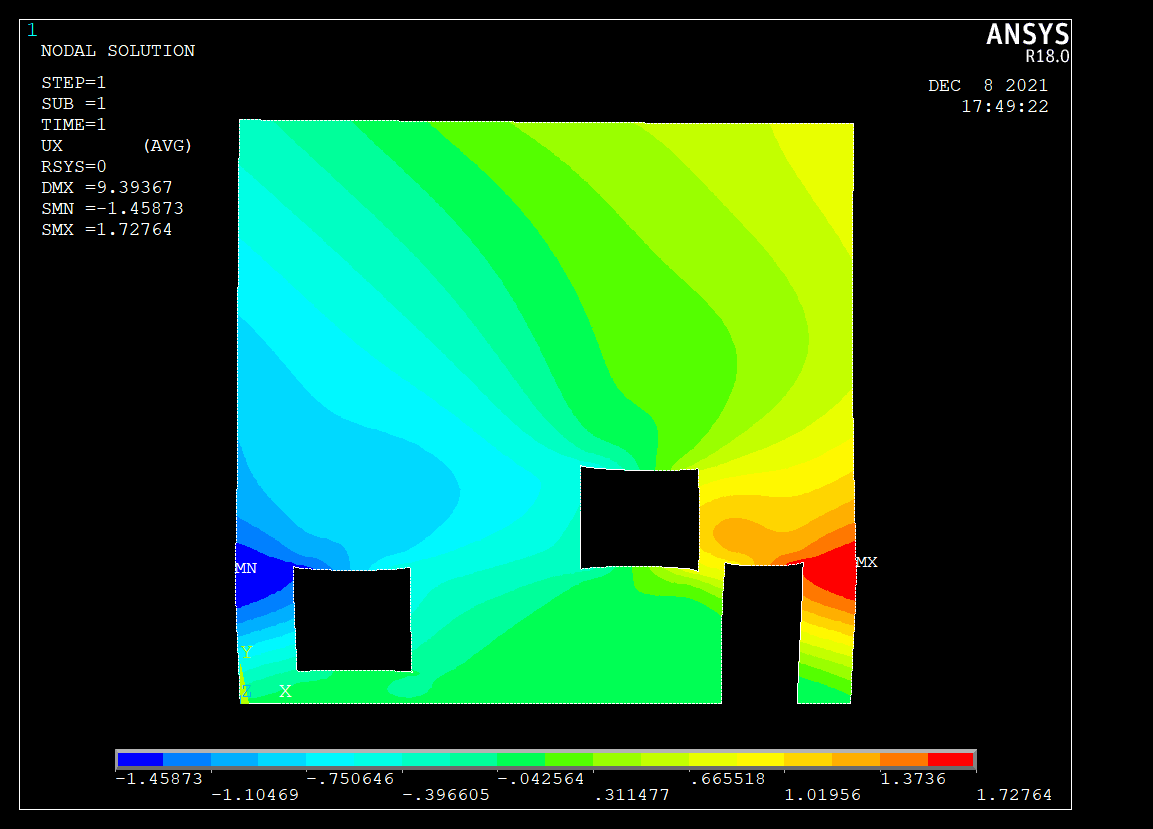 1
ANSYS
R18.0
NODAL SOLUTION
STEP=1
SUB =1
TIME=1
UX (AVG)
RSYS=0
DMX =9.39367
SMN =-1.45873
SMX =1.72764
DEC 8 2021
17:49:22
MN
MX
Y
Z X
-1.45873 -.750646 -.042564 .665518 1.3736
-1.10469 -.396605 .311477 1.01956 1.72764